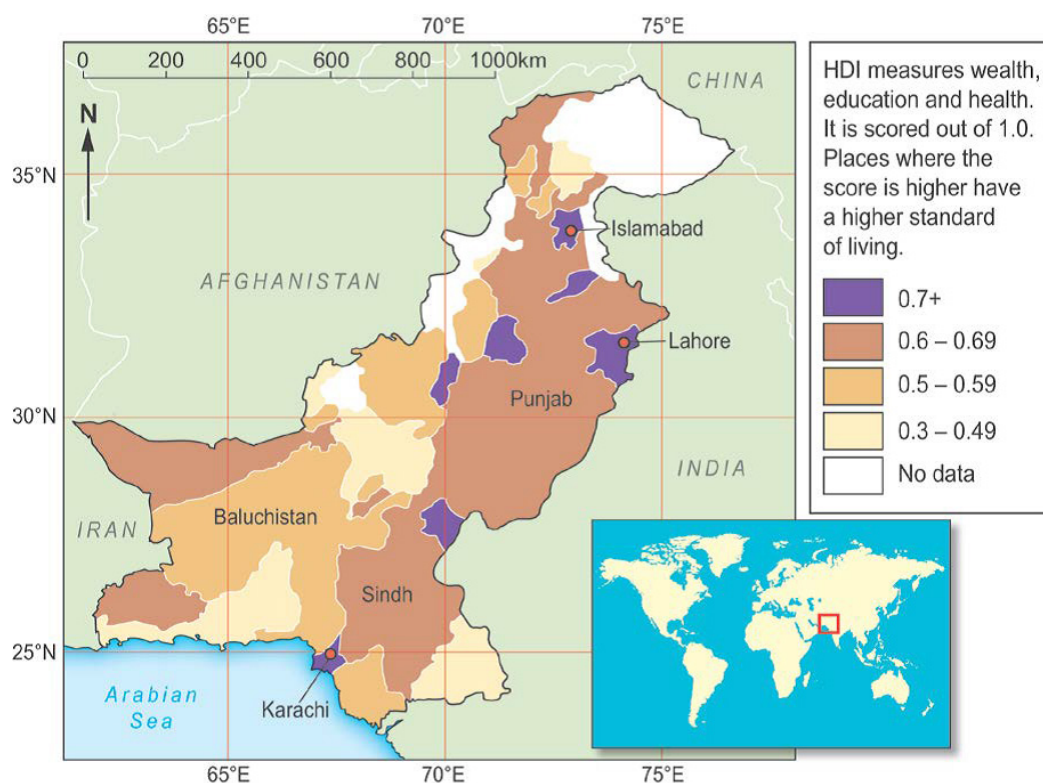 65°E 70°E 75°E
0 200 400 600 800 1000km
CHINA
N
35°N
Islamabad
AFGHANISTAN
Lahore
30°N
Punjab
INDIA
IRAN
Baluchistan
Sindh
25°N
Karachi
Arabian
Sea
65°E 70°E 75°E
HDI measures wealth,
education and health.
It is scored out of 1.0.
Places where the
score is higher have
a higher standard
of living.
0.7+
0.6 – 0.69
0.5 – 0.59
0.3 – 0.49
No data